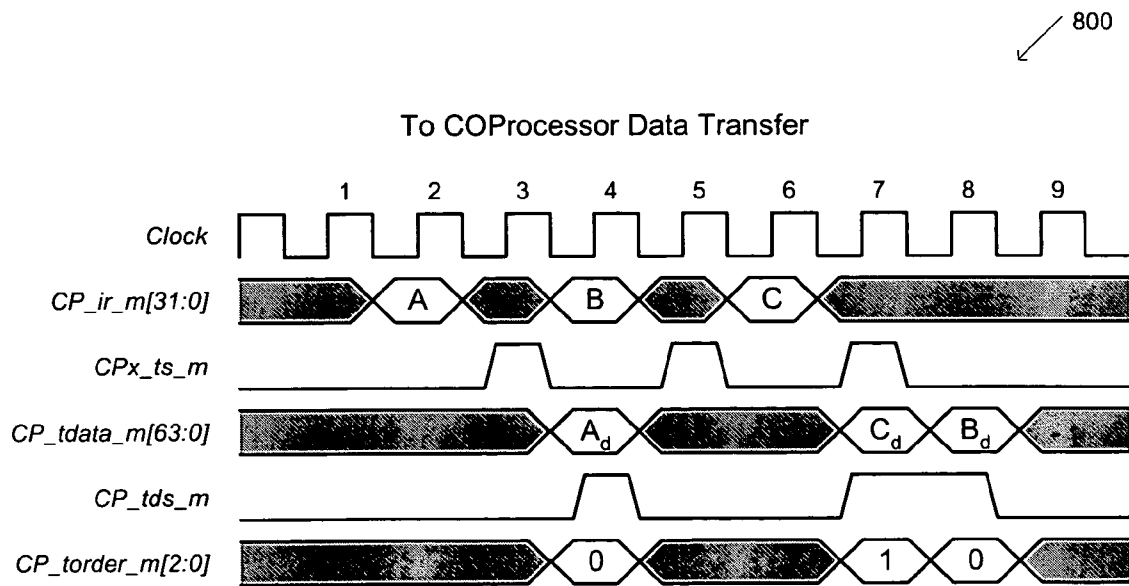 800
To COProcessor Data Transfer
1 2 3 4 5 6 7 8 9
Clock
CP_ir_m[31:0] A B C
CPx_ts_m
CP_tdata_m[63:0] Ad Cd Bd
CP_tds_m
CP_torder_m[2:0] 0 1 0